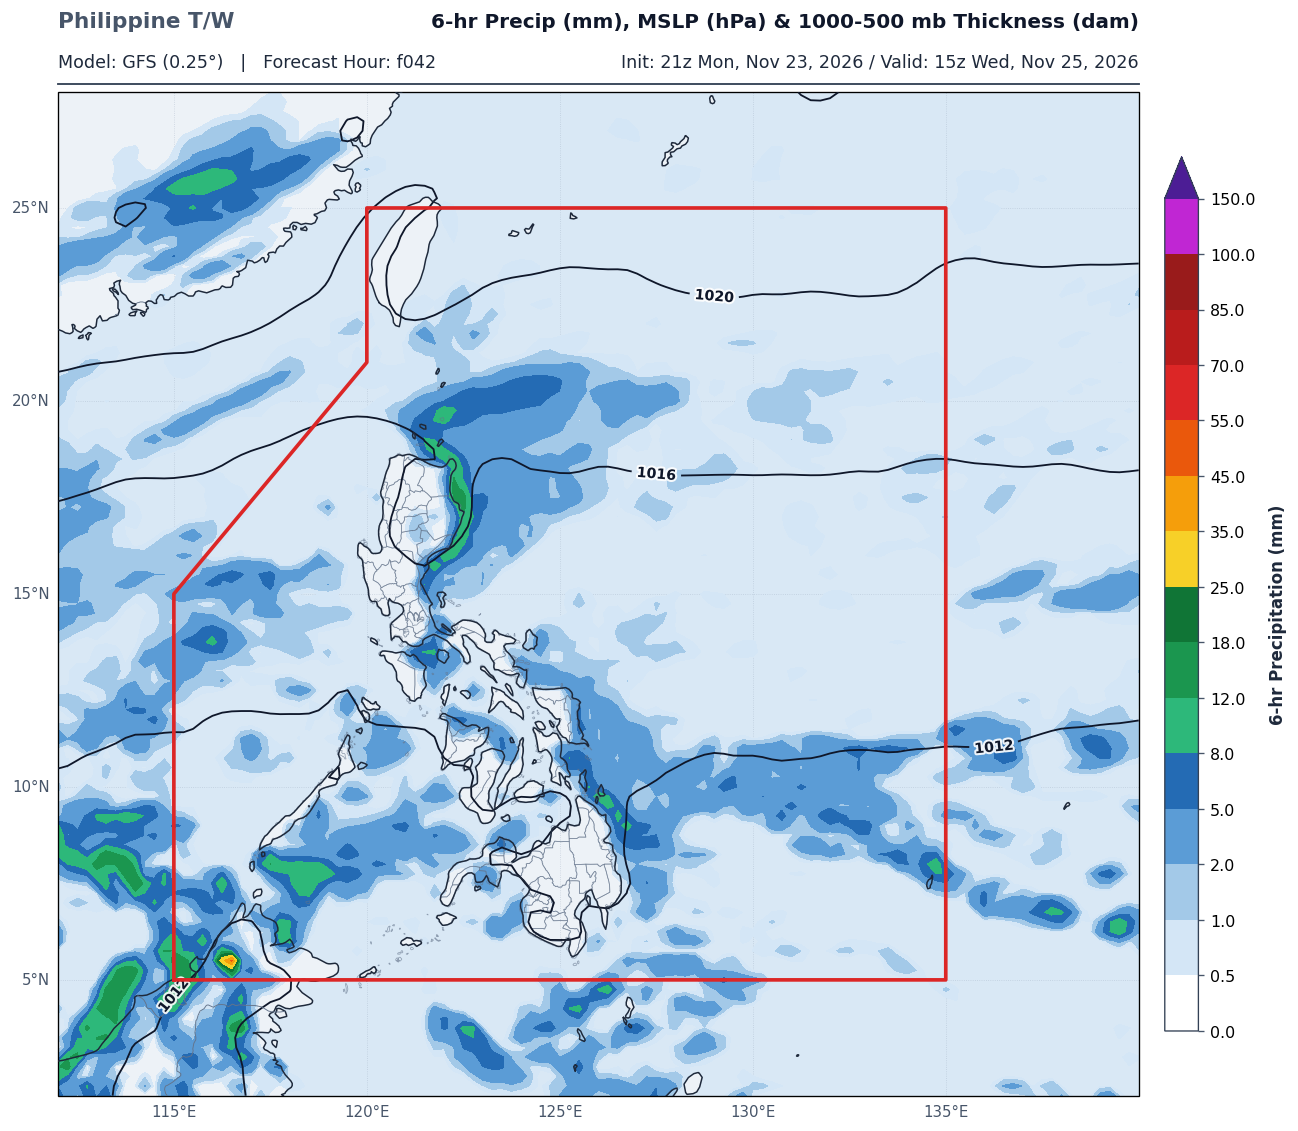 Philippine T/W
6-hr Precip (mm), MSLP (hPa) & 1000-500 mb Thickness (dam)
Model: GFS (0.25°) | Forecast Hour: f042
Init: 21z Mon, Nov 23, 2026 / Valid: 15z Wed, Nov 25, 2026
25°N
20°N
15°N
10°N
5°N
115°E
120°E
125°E
130°E
135°E
1020
1016
1012
1012
150.0
100.0
85.0
70.0
55.0
45.0
35.0
25.0
18.0
12.0
8.0
5.0
2.0
1.0
0.5
0.0
6-hr Precipitation (mm)